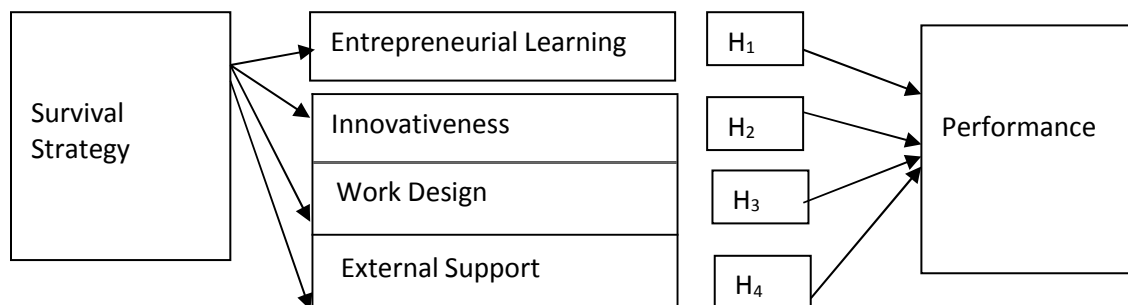 Survival
Strategy
Entrepreneurial Learning
Innovativeness
Work Design
External Support
H₁
H₂
H₃
H₄
Performance